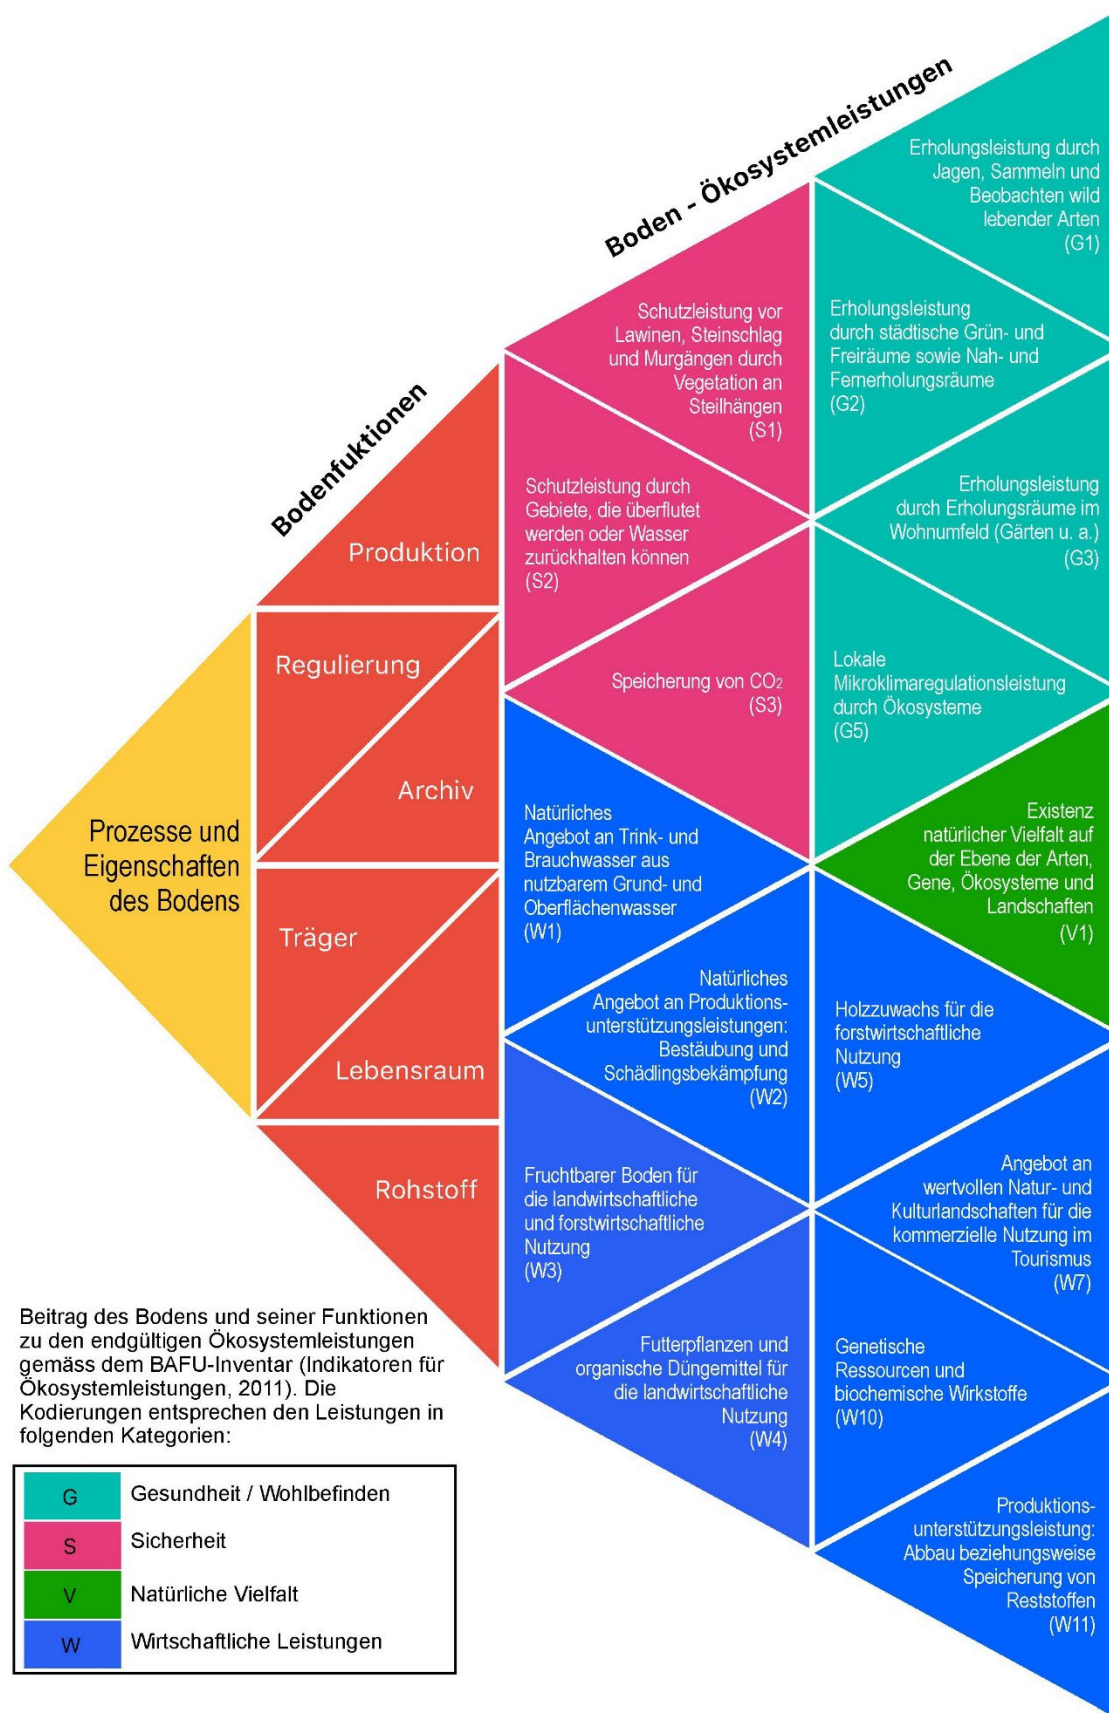 Boden - Ökosystemleistungen
Bodenfuktionen
Prozesse und
Eigenschaften
des Bodens
Produktion
Regulierung
Archiv
Träger
Lebensraum
Rohstoff
Schutzleistung vor
Lawinen, Steinschlag
und Murgängen durch
Vegetation an
Steilhängen
(S1)
Schutzleistung durch
Gebiete, die überflutet
werden oder Wasser
zurückhalten können
(S2)
Speicherung von CO₂
(S3)
Natürliches
Angebot an Trink- und
Brauchwasser aus
nutzbarem Grund- und
Oberflächenwasser
(W1)
Natürliches
Angebot an Produktions-
unterstützungsleistungen:
Bestäubung und
Schädlingsbekämpfung
(W2)
Fruchtbarer Boden für
die landwirtschaftliche
und forstwirtschaftliche
Nutzung
(W3)
Futterpflanzen und
organische Düngemittel für
die landwirtschaftliche
Nutzung
(W4)
Erholungsleistung durch
Jagen, Sammeln und
Beobachten wild
lebender Arten
(G1)
Erholungsleistung
durch städtische Grün- und
Freiräume sowie Nah- und
Fernerholungsräume
(G2)
Erholungsleistung
durch Erholungsräume im
Wohnumfeld (Gärten u. a.)
(G3)
Lokale
Mikroklimaregulationsleistung
durch Ökosysteme
(G5)
Existenz
natürlicher Vielfalt auf
der Ebene der Arten,
Gene, Ökosysteme und
Landschaften
(V1)
Holzzuwachs für die
forstwirtschaftliche
Nutzung
(W5)
Angebot an
wertvollen Natur- und
Kulturlandschaften für die
kommerzielle Nutzung im
Tourismus
(W7)
Genetische
Ressourcen und
biochemische Wirkstoffe
(W10)
Produktions-
unterstützungsleistung:
Abbau beziehungsweise
Speicherung von
Reststoffen
(W11)
Beitrag des Bodens und seiner Funktionen
zu den endgültigen Ökosystemleistungen
gemäss dem BAFU-Inventar (Indikatoren für
Ökosystemleistungen, 2011). Die
Kodierungen entsprechen den Leistungen in
folgenden Kategorien:
G Gesundheit / Wohlbefinden
S Sicherheit
V Natürliche Vielfalt
W Wirtschaftliche Leistungen